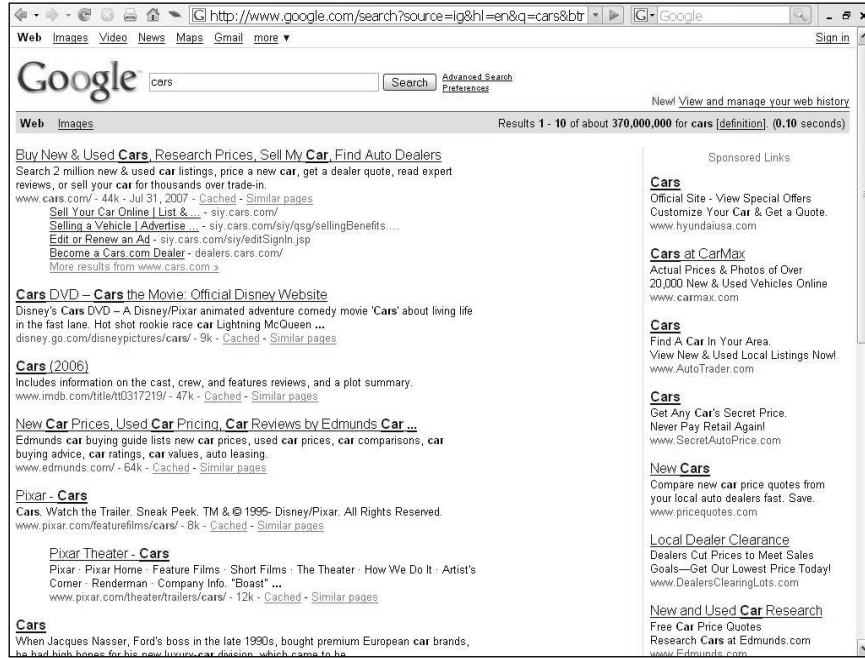 http://www.google.com/search?source=ig&hl=en&q=cars&btr
Google
Web Images Video News Maps Gmail more ▼
Sign in
Google
cars
Search
Advanced Search
Preferences
New! View and manage your web history
Web Images
Results 1 - 10 of about 370,000,000 for cars [definition]. (0.10 seconds)
Buy New & Used Cars, Research Prices, Sell My Car, Find Auto Dealers
Search 2 million new & used car listings, price a new car, get a dealer quote, read expert
reviews, or sell your car for thousands over trade-in.
www.cars.com/ - 44k - Jul 31, 2007 - Cached - Similar pages
Sell Your Car Online | List & ... - siy.cars.com/
Selling a Vehicle | Advertise ... - siy.cars.com/siy/qsg/sellingBenefits....
Edit or Renew an Ad - siy.cars.com/siy/editSignIn.jsp
Become a Cars.com Dealer - dealers.cars.com/
More results from www.cars.com »
Cars DVD – Cars the Movie: Official Disney Website
Disney's Cars DVD – A Disney/Pixar animated adventure comedy movie 'Cars' about living life
in the fast lane. Hot shot rookie race car Lightning McQueen ...
disney.go.com/disneypictures/cars/ - 9k - Cached - Similar pages
Cars (2006)
Includes information on the cast, crew, and features reviews, and a plot summary.
www.imdb.com/title/tt0317219/ - 47k - Cached - Similar pages
New Car Prices, Used Car Pricing, Car Reviews by Edmunds Car ...
Edmunds car buying guide lists new car prices, used car prices, car comparisons, car
buying advice, car ratings, car values, auto leasing.
www.edmunds.com/ - 64k - Cached - Similar pages
Pixar - Cars
Cars. Watch the Trailer. Sneak Peek. TM & © 1995- Disney/Pixar. All Rights Reserved.
www.pixar.com/featurefilms/cars/ - 8k - Cached - Similar pages
Pixar Theater - Cars
Pixar · Pixar Home · Feature Films · Short Films · The Theater · How We Do It · Artist's
Corner · Renderman · Company Info. "Boast" ...
www.pixar.com/theater/trailers/cars/ - 12k - Cached - Similar pages
Cars
When Jacques Nasser, Ford's boss in the late 1990s, bought premium European car brands,
he had high hopes for his new luxury-car division, which came to be
Sponsored Links
Cars
Official Site - View Special Offers
Customize Your Car & Get a Quote.
www.hyundaiusa.com
Cars at CarMax
Actual Prices & Photos of Over
20,000 New & Used Vehicles Online
www.carmax.com
Cars
Find A Car In Your Area.
View New & Used Local Listings Now!
www.AutoTrader.com
Cars
Get Any Car's Secret Price.
Never Pay Retail Again!
www.SecretAutoPrice.com
New Cars
Compare new car price quotes from
your local auto dealers fast. Save.
www.pricequotes.com
Local Dealer Clearance
Dealers Cut Prices to Meet Sales
Goals—Get Our Lowest Price Today!
www.DealersClearingLots.com
New and Used Car Research
Free Car Price Quotes
Research Cars at Edmunds.com
www.Edmunds.com